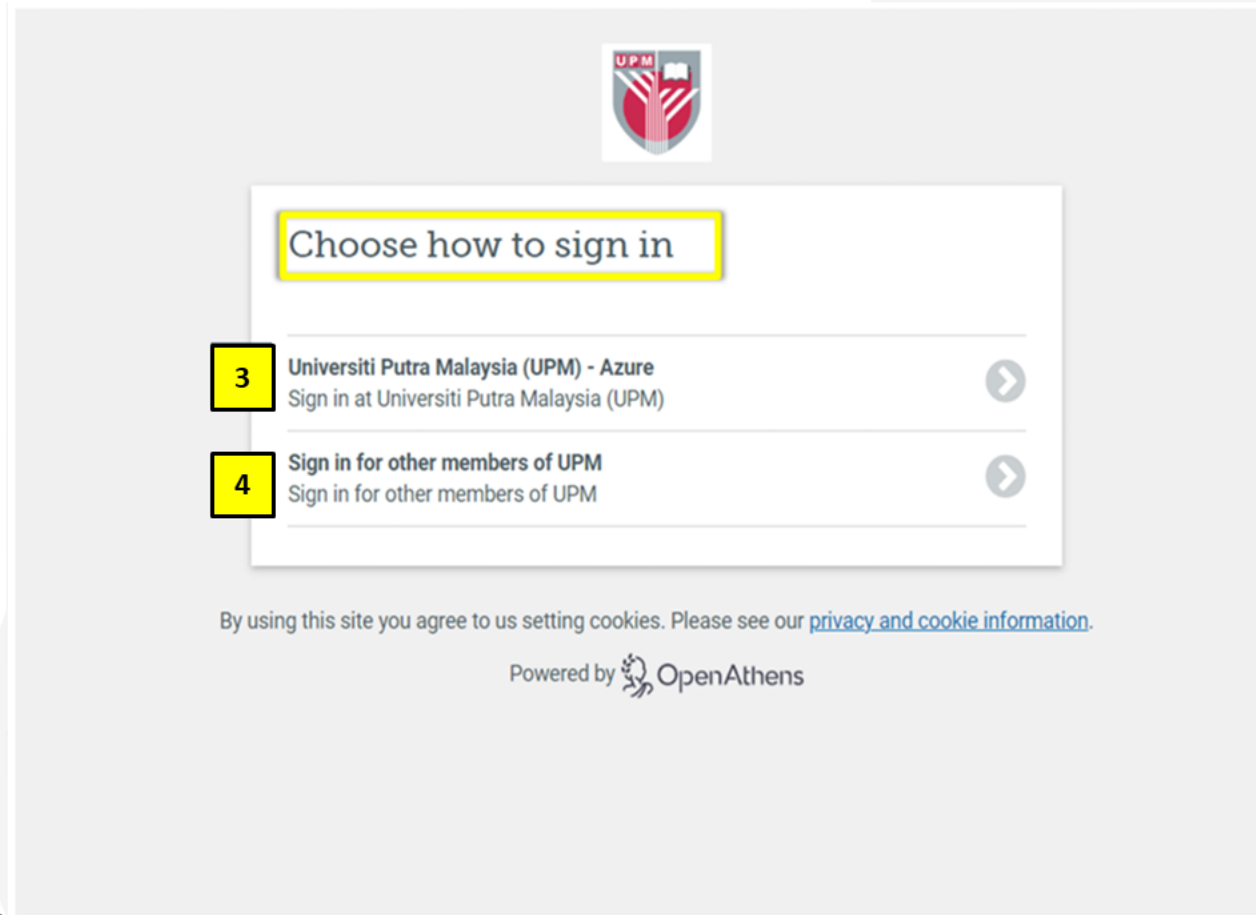 UPM
Choose how to sign in
3
Universiti Putra Malaysia (UPM) - Azure
Sign in at Universiti Putra Malaysia (UPM)
4
Sign in for other members of UPM
Sign in for other members of UPM
By using this site you agree to us setting cookies. Please see our privacy and cookie information.
Powered by OpenAthens